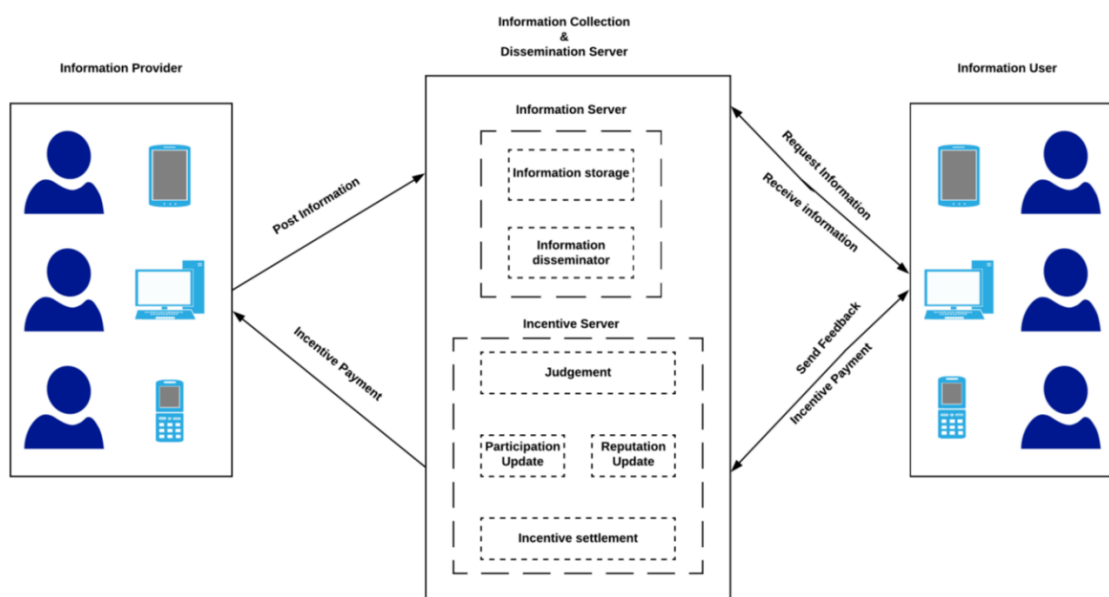 Information Collection
&
Dissemination Server
Information Provider
Information User
Information Server
Information storage
Information
disseminator
Post Information
Request Information
Receive information
Incentive Server
Judgement
Participation
Update
Reputation
Update
Incentive settlement
Incentive Payment
Send Feedback
Incentive Payment